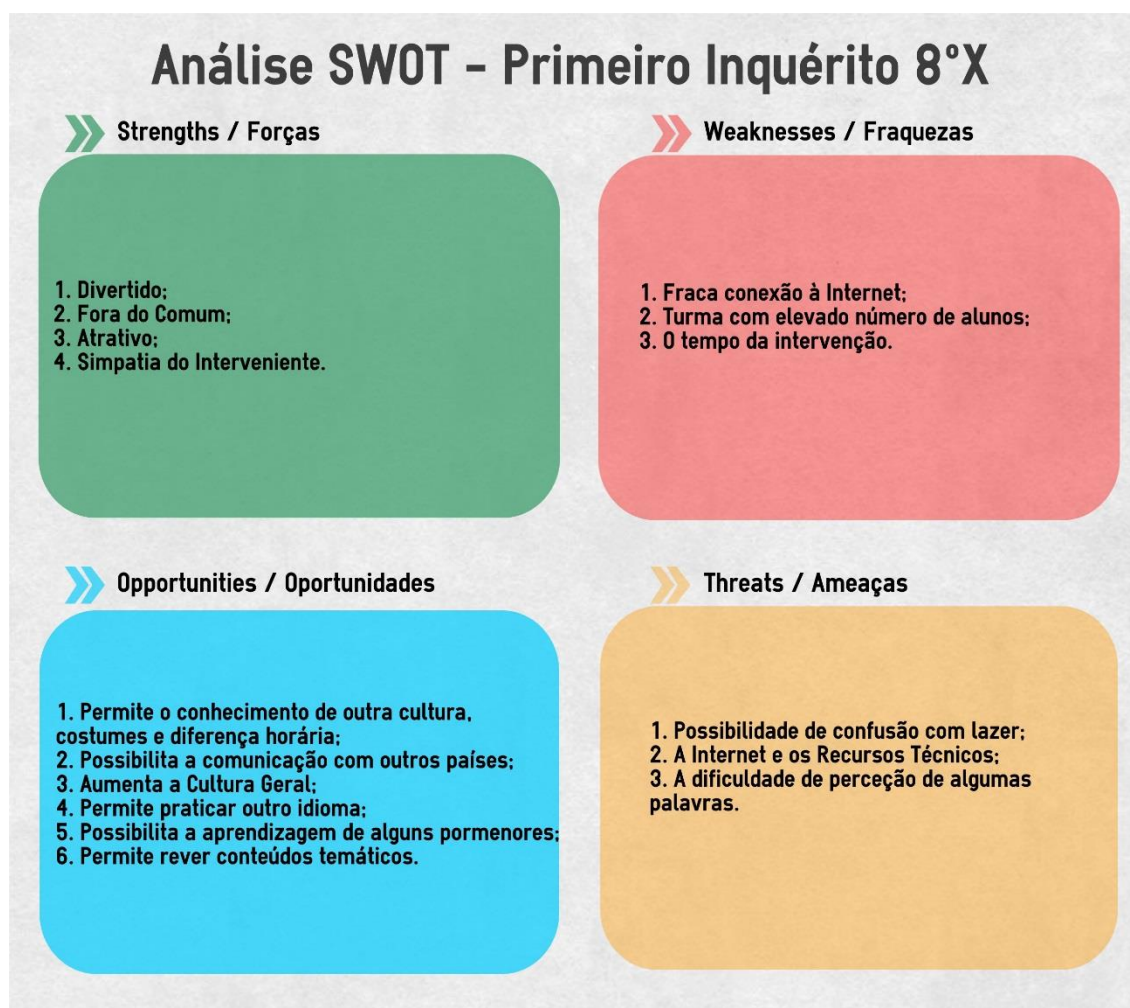 Análise SWOT - Primeiro Inquérito 8°X
Strengths / Forças
1. Divertido;
2. Fora do Comum;
3. Atrativo;
4. Simpatia do Interveniente.
Weaknesses / Fraquezas
1. Fraca conexão à Internet;
2. Turma com elevado número de alunos;
3. O tempo da intervenção.
Opportunities / Oportunidades
1. Permite o conhecimento de outra cultura,
costumes e diferença horária;
2. Possibilita a comunicação com outros países;
3. Aumenta a Cultura Geral;
4. Permite praticar outro idioma;
5. Possibilita a aprendizagem de alguns pormenores;
6. Permite rever conteúdos temáticos.
Threats / Ameaças
1. Possibilidade de confusão com lazer;
2. A Internet e os Recursos Técnicos;
3. A dificuldade de perceção de algumas
palavras.